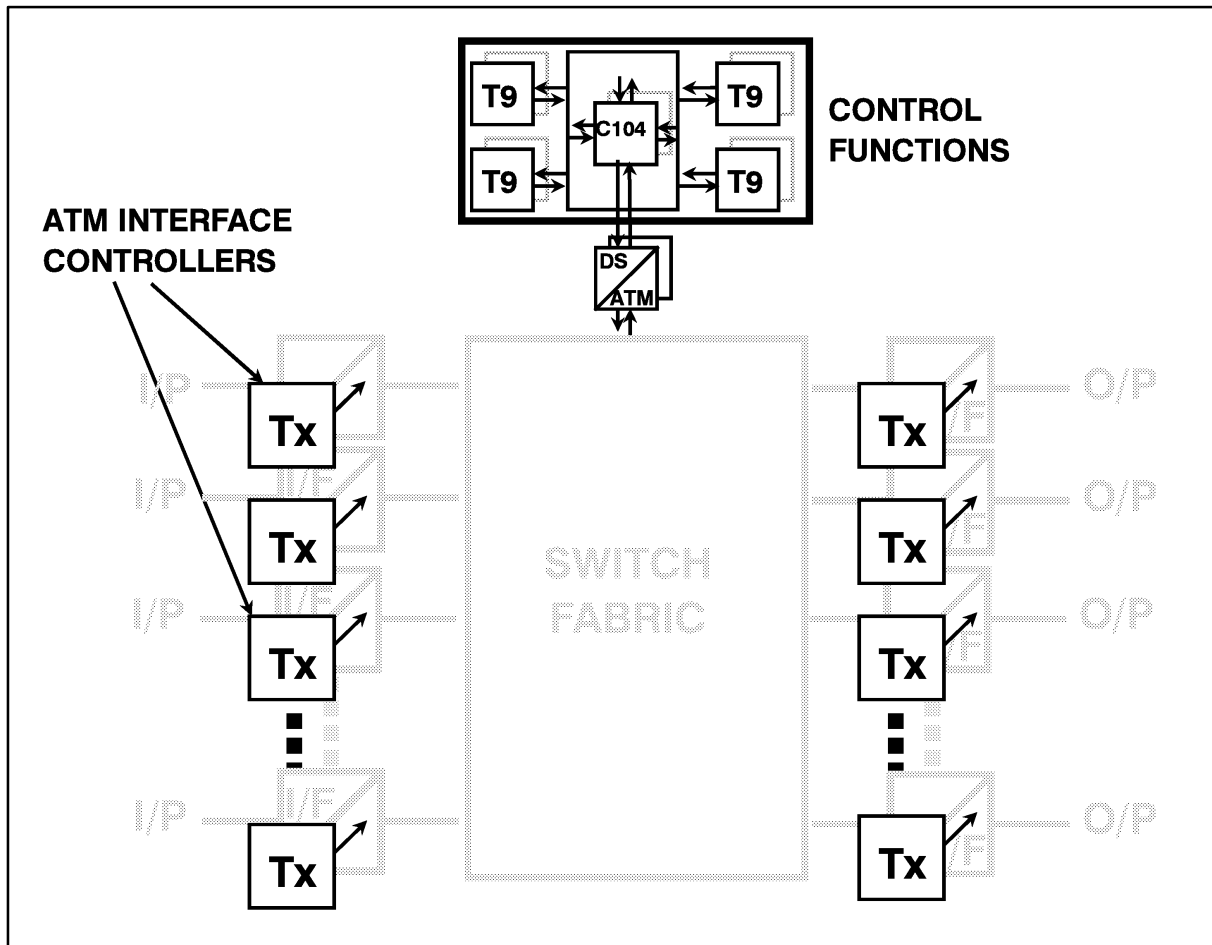 T9
T9
C104
T9
T9
CONTROL
FUNCTIONS
ATM INTERFACE
CONTROLLERS
DS
ATM
I/P
Tx
Tx
/F
O/P
I/P
I/F
Tx
Tx
/F
O/P
I/P
I/F
Tx
Tx
/F
O/P
SWITCH
FABRIC
I/P
I/F
Tx
Tx
/F
O/P